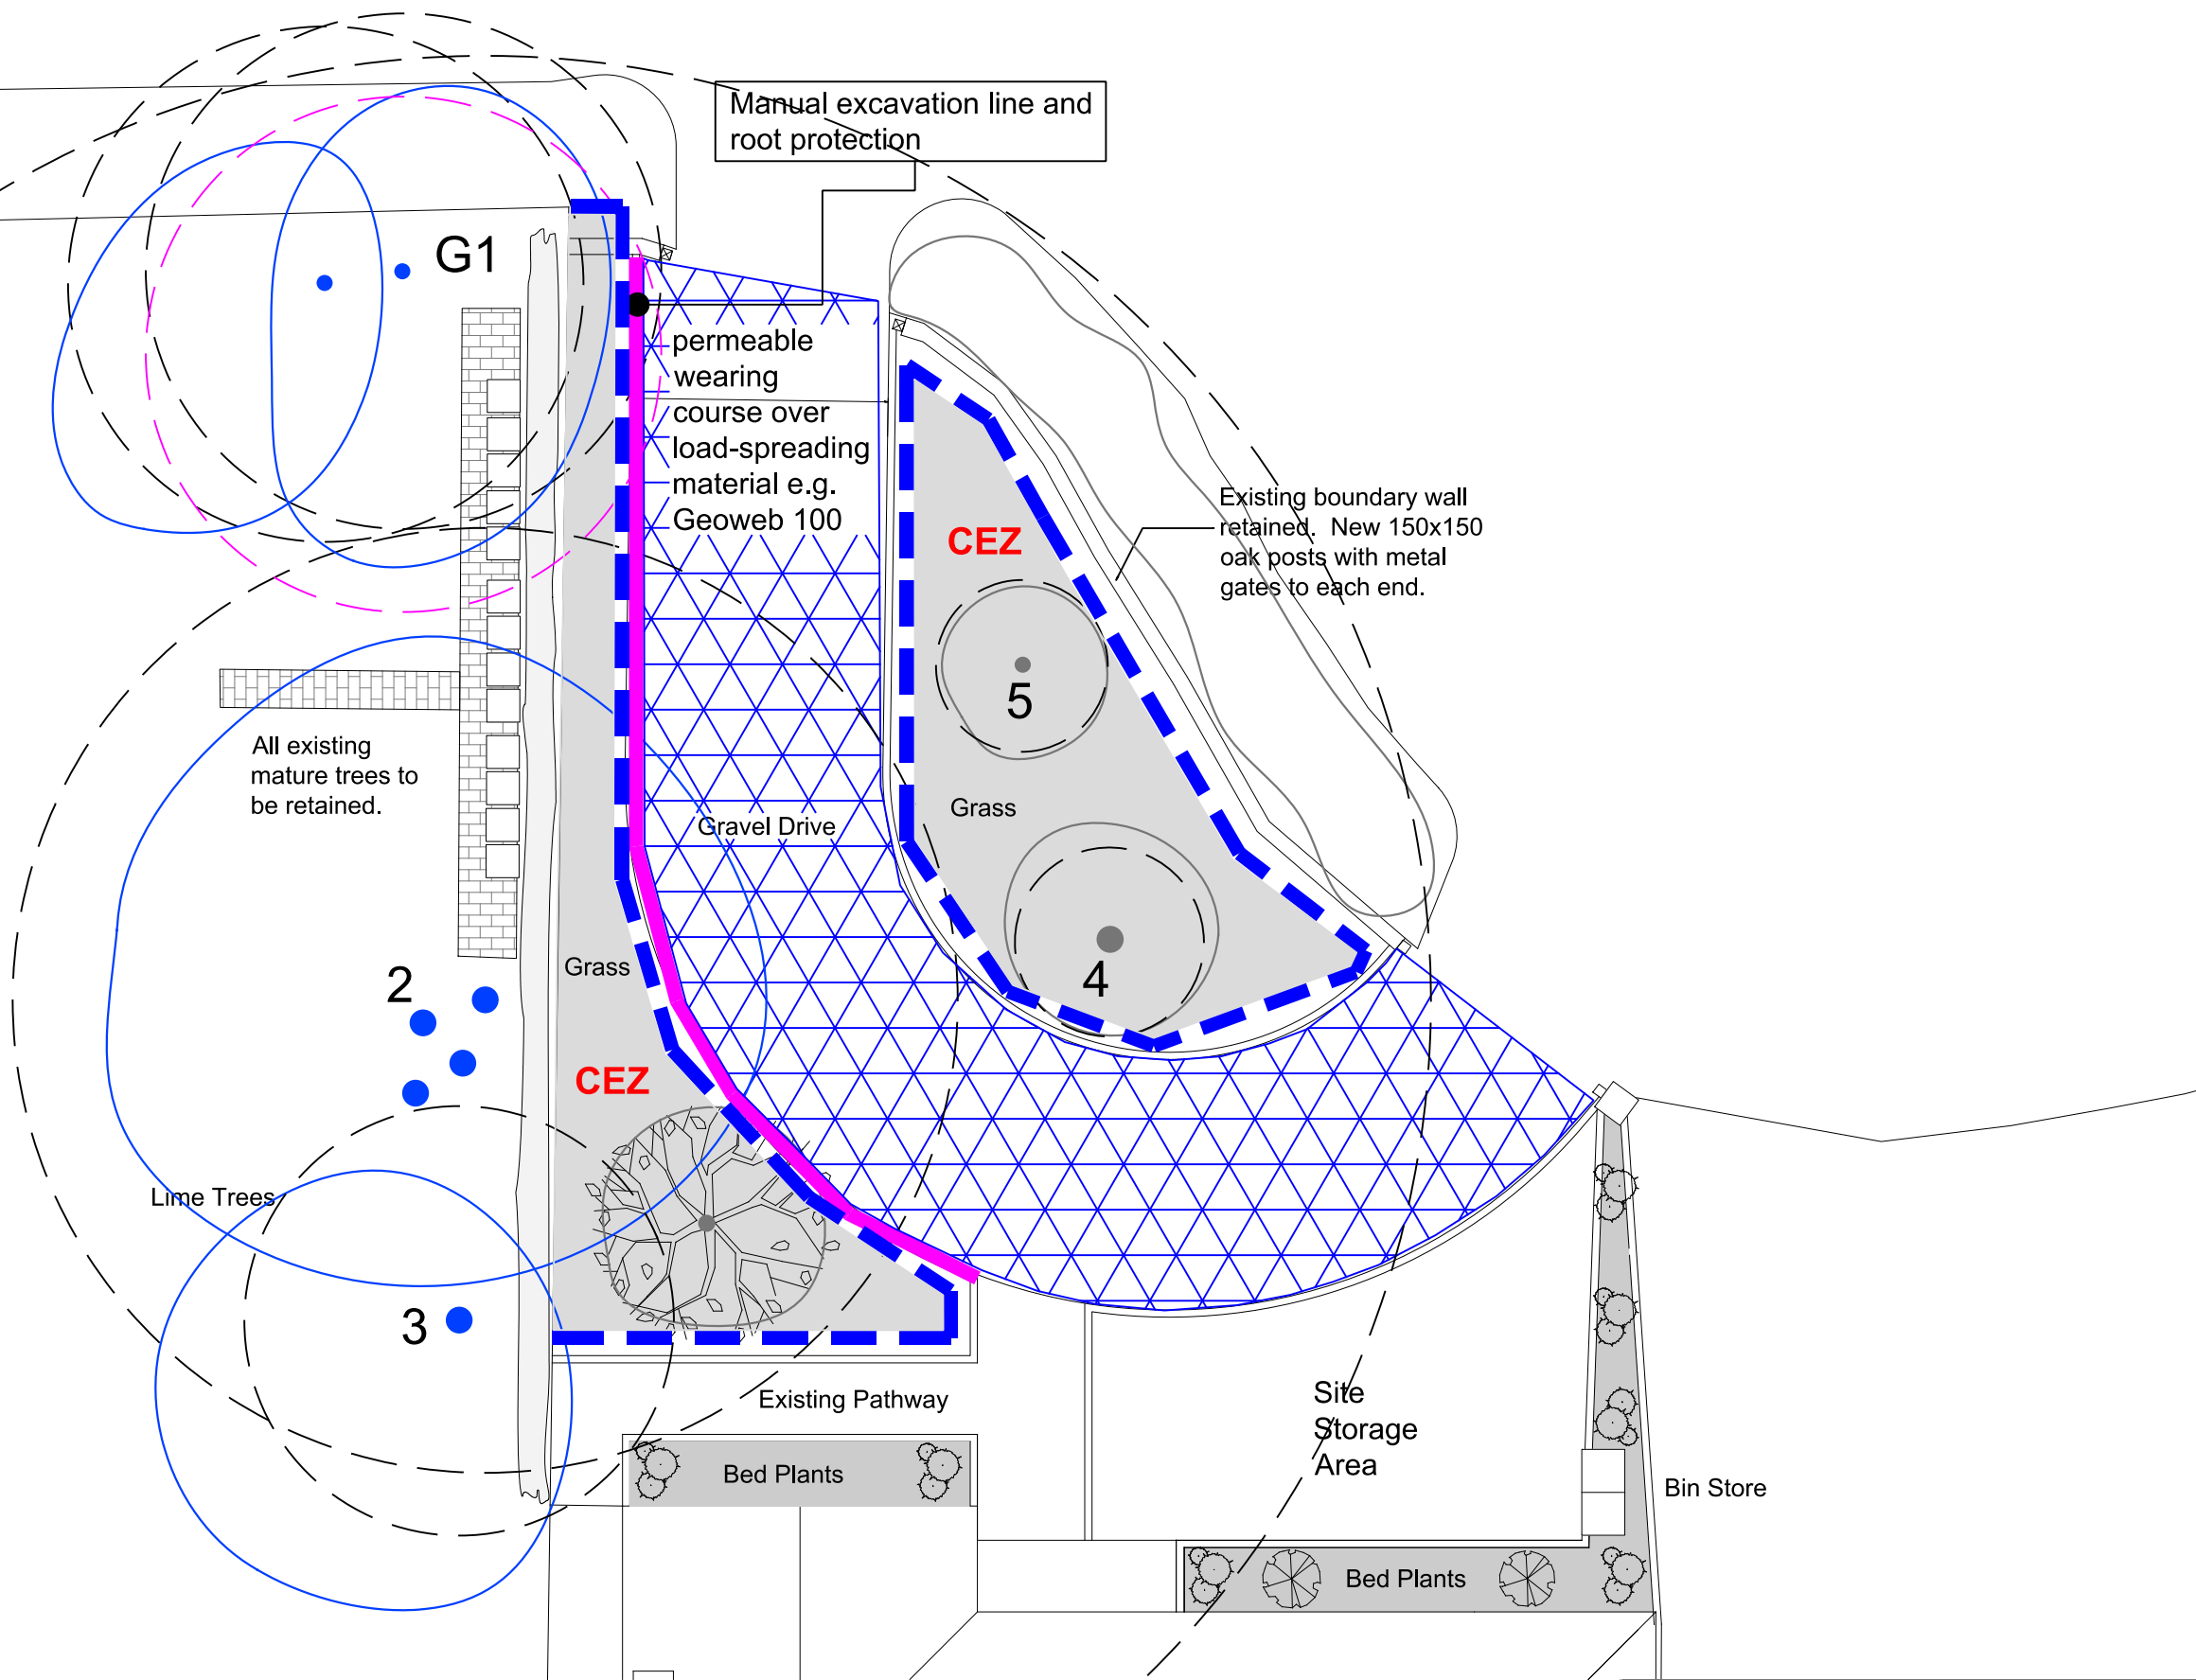 Manual excavation line and
root protection
G1
permeable
wearing
course over
load-spreading
material e.g.
Geoweb 100
CEZ
Existing boundary wall
retained. New 150x150
oak posts with metal
gates to each end.
5
All existing
mature trees to
be retained.
Grass
Gravel Drive
Grass
2
4
CEZ
Lime Trees
3
Existing Pathway
Site
Storage
Area
Bed Plants
Bin Store
Bed Plants